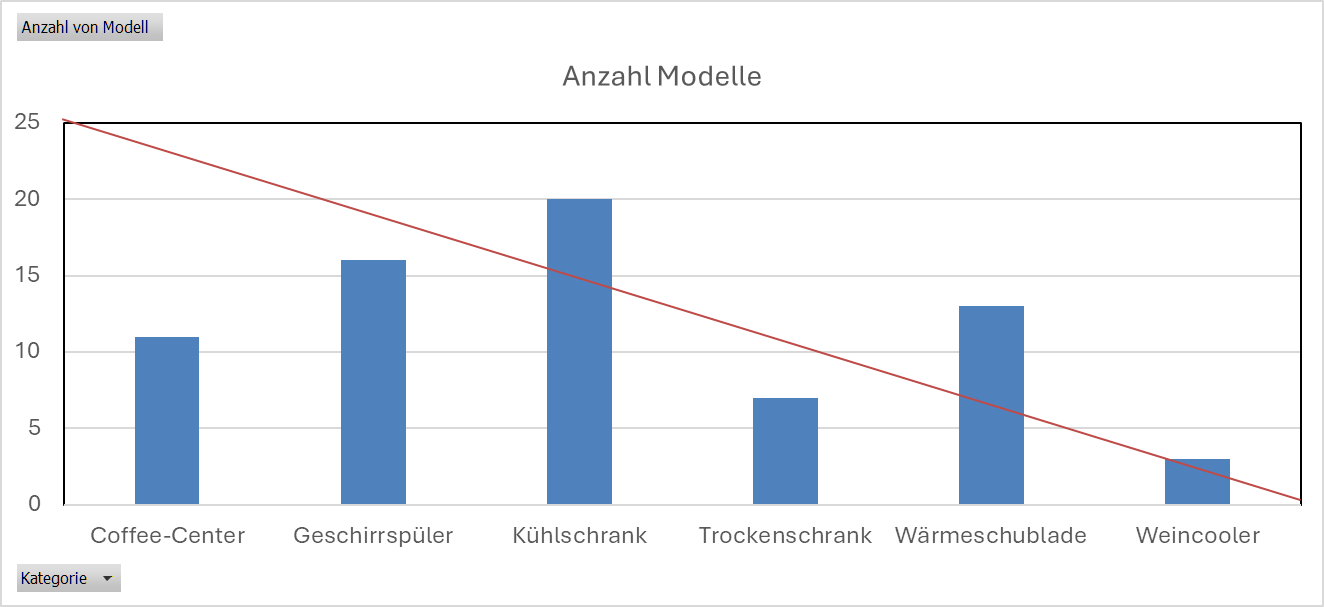 Anzahl von Modell
Anzahl Modelle
25
20
15
10
5
0
Coffee-Center Geschirrspüler Kühlschrank Trockenschrank Wärmeschublade Weincooler
Kategorie